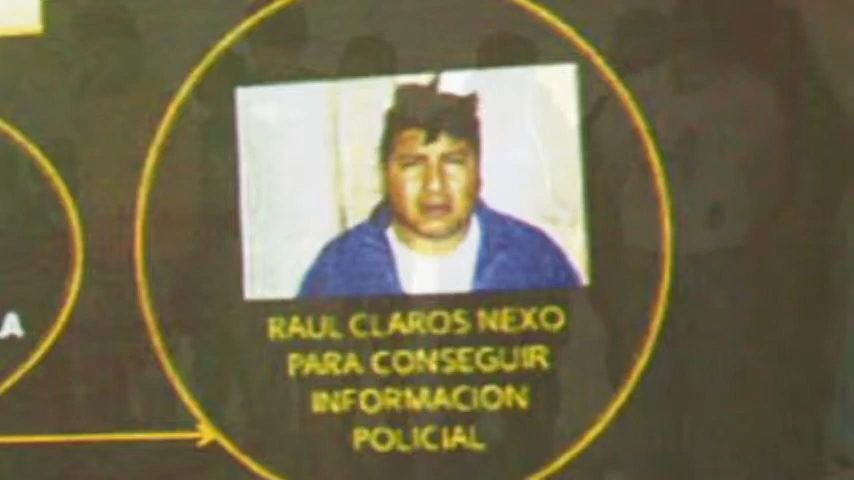 A
RAUL CLAROS NEXO
PARA CONSEGUIR
INFORMACION
POLICIAL